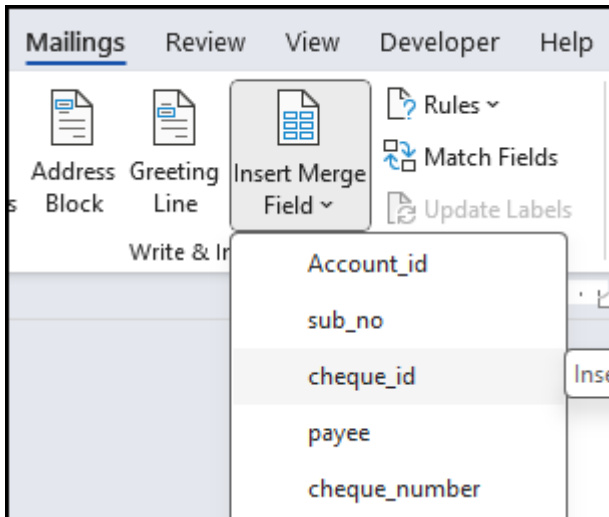 Mailings Review View Developer Help
Address Block
Greeting Line
Insert Merge Field
Rules
Match Fields
Update Labels
Write &
Account_id
sub_no
cheque_id
payee
cheque_number